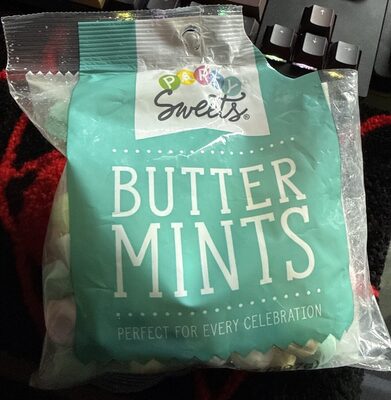 PARTY
Sweets®
BUTTER
MINTS
PERFECT FOR EVERY CELEBRATION